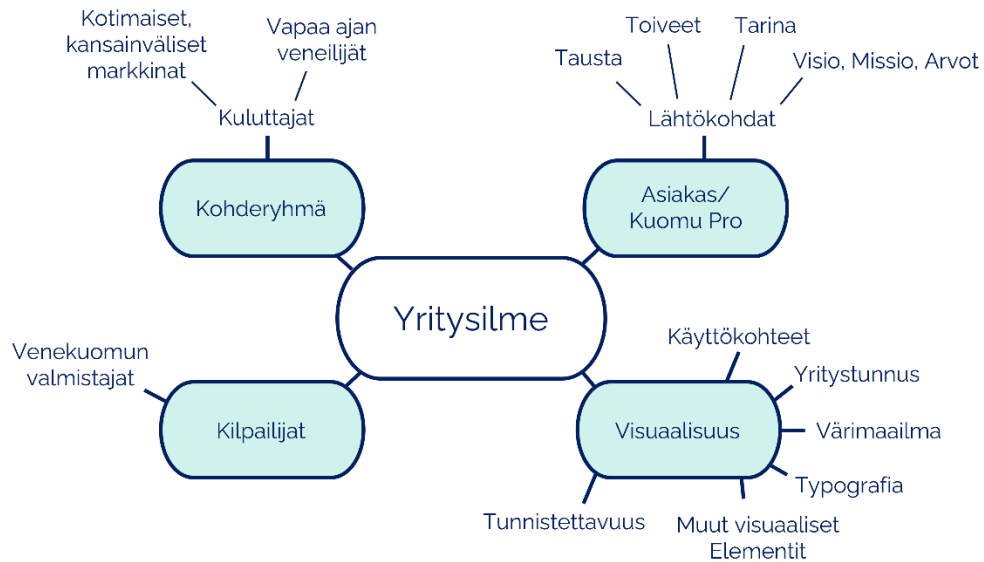 Kotimaiset,
kansainväliset
markkinat
Vapaa ajan
veneilijät
Kuluttajat
Kohderyhmä
Toiveet
Tarina
Tausta
Visio, Missio, Arvot
Lähtökohdat
Asiakas/
Kuomu Pro
Yritysilme
Venekuomun
valmistajat
Kilpailijat
Käyttökohteet
Yritystunnus
Visuaalisuus
Värimaailma
Typografia
Tunnistettavuus
Muut visuaaliset
Elementit